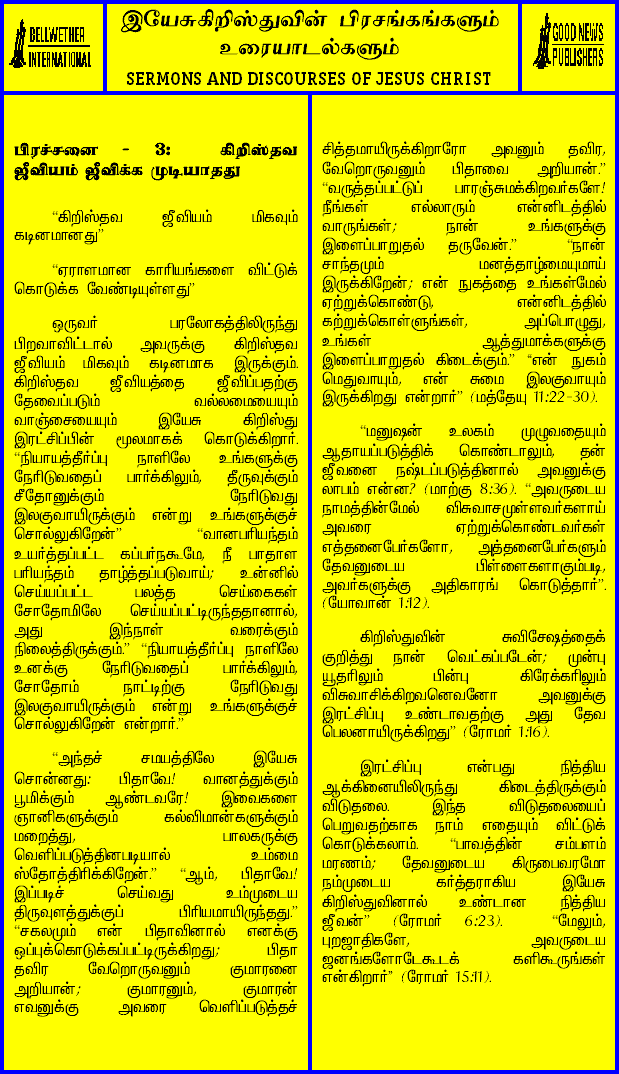 BELLWETHER
INTERNATIONAL
இயேசுகிறிஸ்துவின் பிரசங்கங்களும்
உரையாடல்களும்
SERMONS AND DISCOURSES OF JESUS CHRIST
GOOD NEWS
PUBLISHERS
பிரச்சனை - 3: கிறிஸ்தவ
ஜீவியம் ஜீவிக்க முடியாதது
“கிறிஸ்தவ ஜீவியம் மிகவும்
கடினமானது”
“ஏராளமான காரியங்களை விட்டுக்
கொடுக்க வேண்டியுள்ளது”
ஒருவர் பரலோகத்திலிருந்து
பிறவாவிட்டால் அவருக்கு கிறிஸ்தவ
ஜீவியம் மிகவும் கடினமாக இருக்கும்.
கிறிஸ்தவ ஜீவியத்தை ஜீவிப்பதற்கு
தேவைப்படும் வல்லமையையும்
வாஞ்சையையும் இயேசு கிறிஸ்து
இரட்சிப்பின் மூலமாகக் கொடுக்கிறார்.
“நியாயத்தீர்ப்பு நாளிலே உங்களுக்கு
நேரிடுவதைப் பார்க்கிலும், தீருவுக்கும்
சீதோனுக்கும் நேரிடுவது
இலகுவாயிருக்கும் என்று உங்களுக்குச்
சொல்லுகிறேன்” “வானபரியந்தம்
உயர்த்தப்பட்ட கப்பர்நகூமே, நீ பாதாள
பரியந்தம் தாழ்த்தப்படுவாய்; உன்னில்
செய்யப்பட்ட பலத்த செய்கைகள்
சோதோமிலே செய்யப்பட்டிருந்ததானால்,
அது இந்நாள் வரைக்கும்
நிலைத்திருக்கும்.” “நியாயத்தீர்ப்பு நாளிலே
உனக்கு நேரிடுவதைப் பார்க்கிலும்,
சோதோம் நாட்டிற்கு நேரிடுவது
இலகுவாயிருக்கும் என்று உங்களுக்குச்
சொல்லுகிறேன் என்றார்.”
“அந்தச் சமயத்திலே இயேசு
சொன்னது: பிதாவே! வானத்துக்கும்
பூமிக்கும் ஆண்டவரே! இவைகளை
ஞானிகளுக்கும் கல்விமான்களுக்கும்
மறைத்து, பாலகருக்கு
வெளிப்படுத்தினபடியால் உம்மை
ஸ்தோத்திரிக்கிறேன்.” “ஆம், பிதாவே!
இப்படிச் செய்வது உம்முடைய
திருவுளத்துக்குப் பிரியமாயிருந்தது.”
“சகலமும் என் பிதாவினால் எனக்கு
ஒப்புக்கொடுக்கப்பட்டிருக்கிறது; பிதா
தவிர வேறொருவனும் குமாரனை
அறியான்; குமாரனும், குமாரன்
எவனுக்கு அவரை வெளிப்படுத்தச்
சித்தமாயிருக்கிறாரோ அவனும் தவிர,
வேறொருவனும் பிதாவை அறியான்.”
“வருத்தப்பட்டுப் பாரஞ்சுமக்கிறவர்களே!
நீங்கள் எல்லாரும் என்னிடத்தில்
வாருங்கள்; நான் உங்களுக்கு
இளைப்பாறுதல் தருவேன்.” “நான்
சாந்தமும் மனத்தாழ்மையுமாய்
இருக்கிறேன்; என் நுகத்தை உங்கள்மேல்
ஏற்றுக்கொண்டு, என்னிடத்தில்
கற்றுக்கொள்ளுங்கள், அப்பொழுது,
உங்கள் ஆத்துமாக்களுக்கு
இளைப்பாறுதல் கிடைக்கும்.” “என் நுகம்
மெதுவாயும், என் சுமை இலகுவாயும்
இருக்கிறது என்றார்” (மத்தேயு 11:22-30).
“மனுஷன் உலகம் முழுவதையும்
ஆதாயப்படுத்திக் கொண்டாலும், தன்
ஜீவனை நஷ்டப்படுத்தினால் அவனுக்கு
லாபம் என்ன? (மாற்கு 8:36). “அவருடைய
நாமத்தின்மேல் விசுவாசமுள்ளவர்களாய்
அவரை ஏற்றுக்கொண்டவர்கள்
எத்தனைபேர்களோ, அத்தனைபேர்களும்
தேவனுடைய பிள்ளைகளாகும்படி,
அவர்களுக்கு அதிகாரங் கொடுத்தார்”.
(யோவான் 1:12).
கிறிஸ்துவின் சுவிசேஷத்தைக்
குறித்து நான் வெட்கப்படேன்; முன்பு
யூதரிலும் பின்பு கிரேக்கரிலும்
விசுவாசிக்கிறவனெவனோ அவனுக்கு
இரட்சிப்பு உண்டாவதற்கு அது தேவ
பெலனாயிருக்கிறது” (ரோமர் 1:16).
இரட்சிப்பு என்பது நித்திய
ஆக்கினையிலிருந்து கிடைத்திருக்கும்
விடுதலை. இந்த விடுதலையைப்
பெறுவதற்காக நாம் எதையும் விட்டுக்
கொடுக்கலாம். “பாவத்தின் சம்பளம்
மரணம்; தேவனுடைய கிருபைவரமோ
நம்முடைய கர்த்தராகிய இயேசு
கிறிஸ்துவினால் உண்டான நித்திய
ஜீவன்” (ரோமர் 6:23). “மேலும்,
புறஜாதிகளே, அவருடைய
ஜனங்களோடேகூடக் களிகூருங்கள்
என்கிறார்” (ரோமர் 15:11).